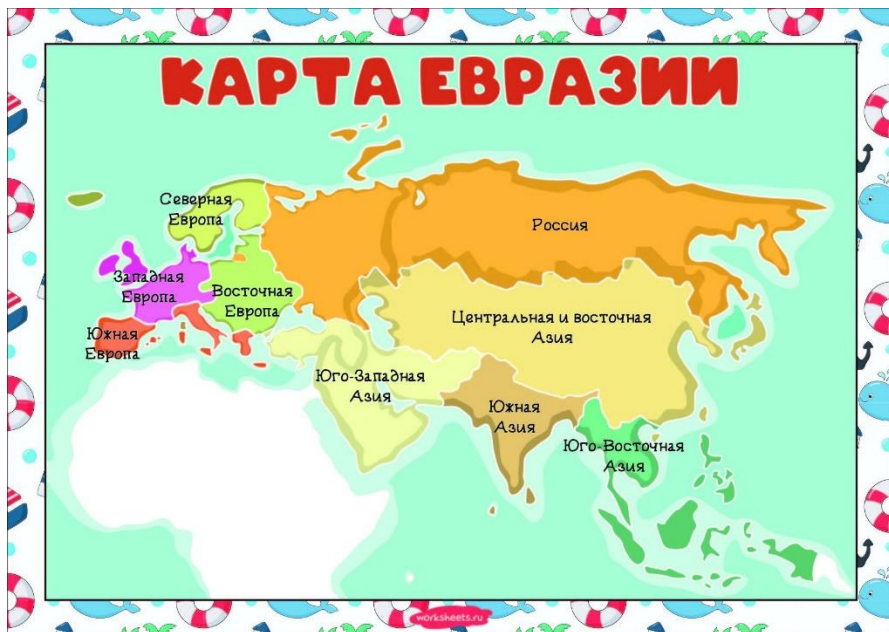 КАРТА ЕВРАЗИИ
Северная
Европа
Россия
Западная
Европа
Восточная
Европа
Центральная и восточная
Азия
Южная
Европа
Юго-Западная
Азия
Южная
Азия
Юго-Восточная
Азия
worksheets.ru